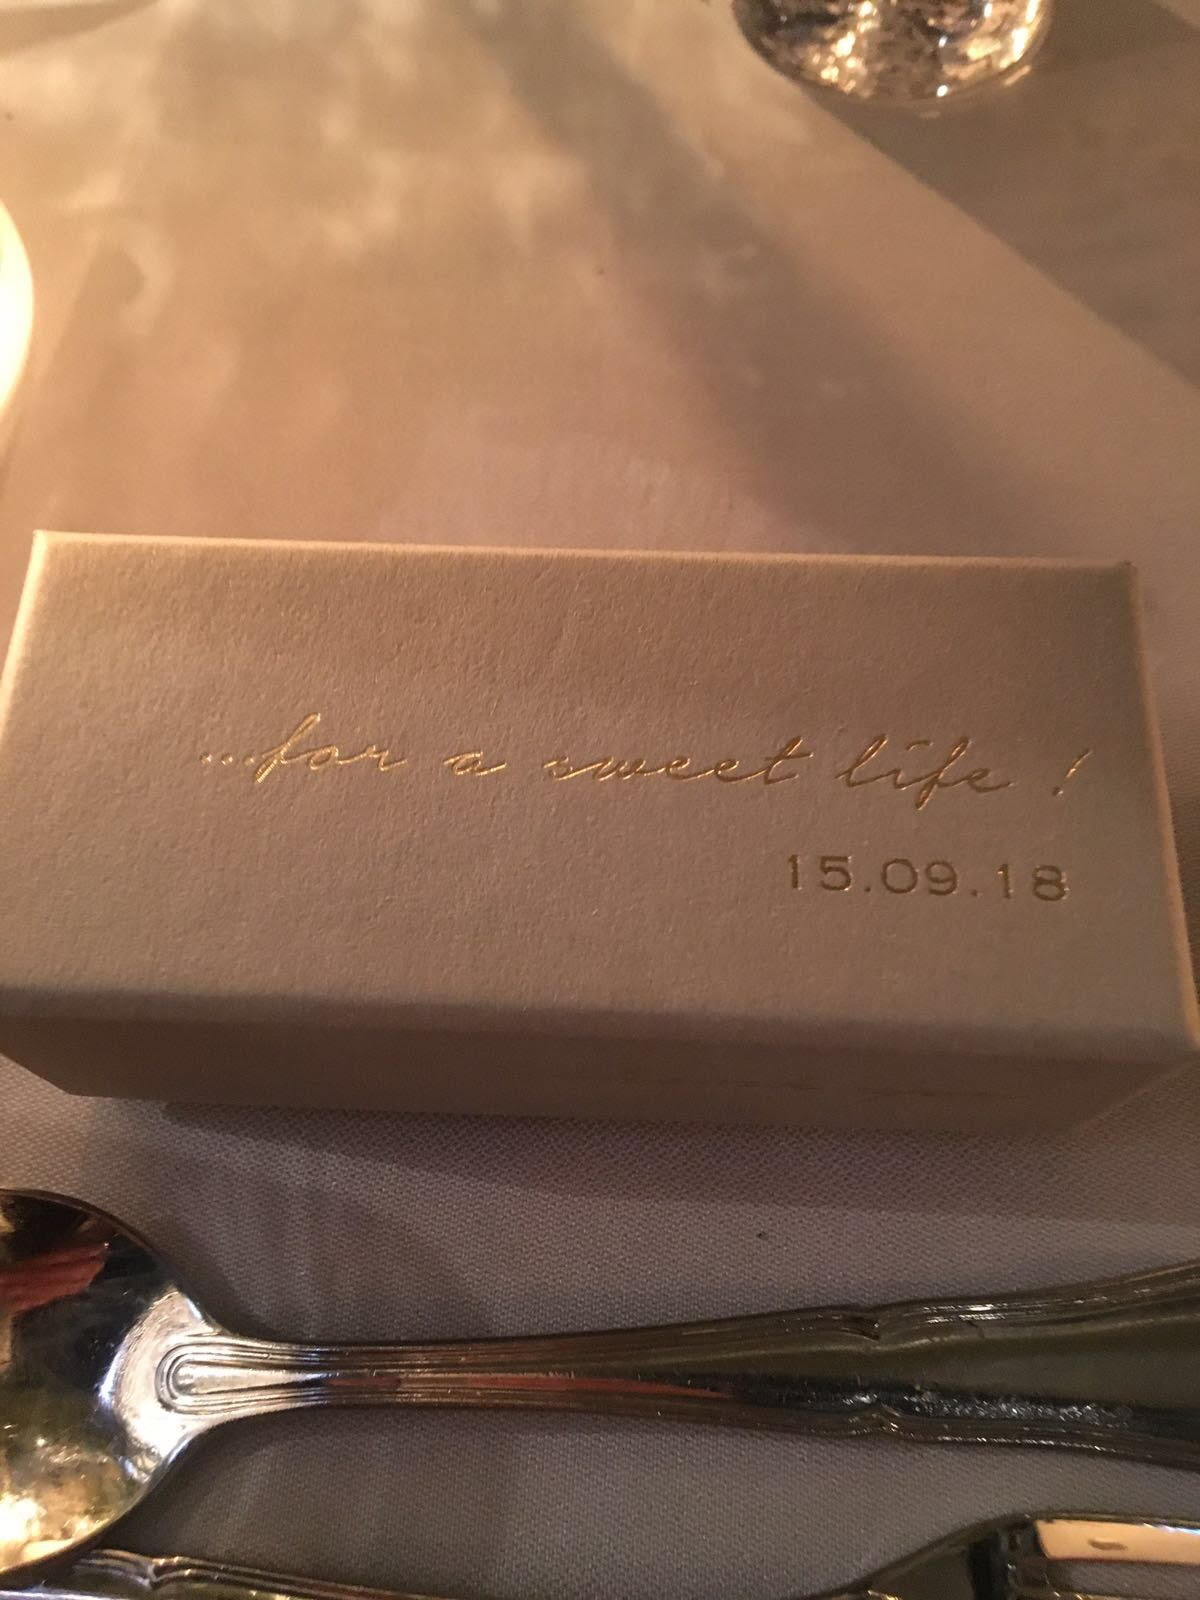 ...for a sweet life !
15.09.18